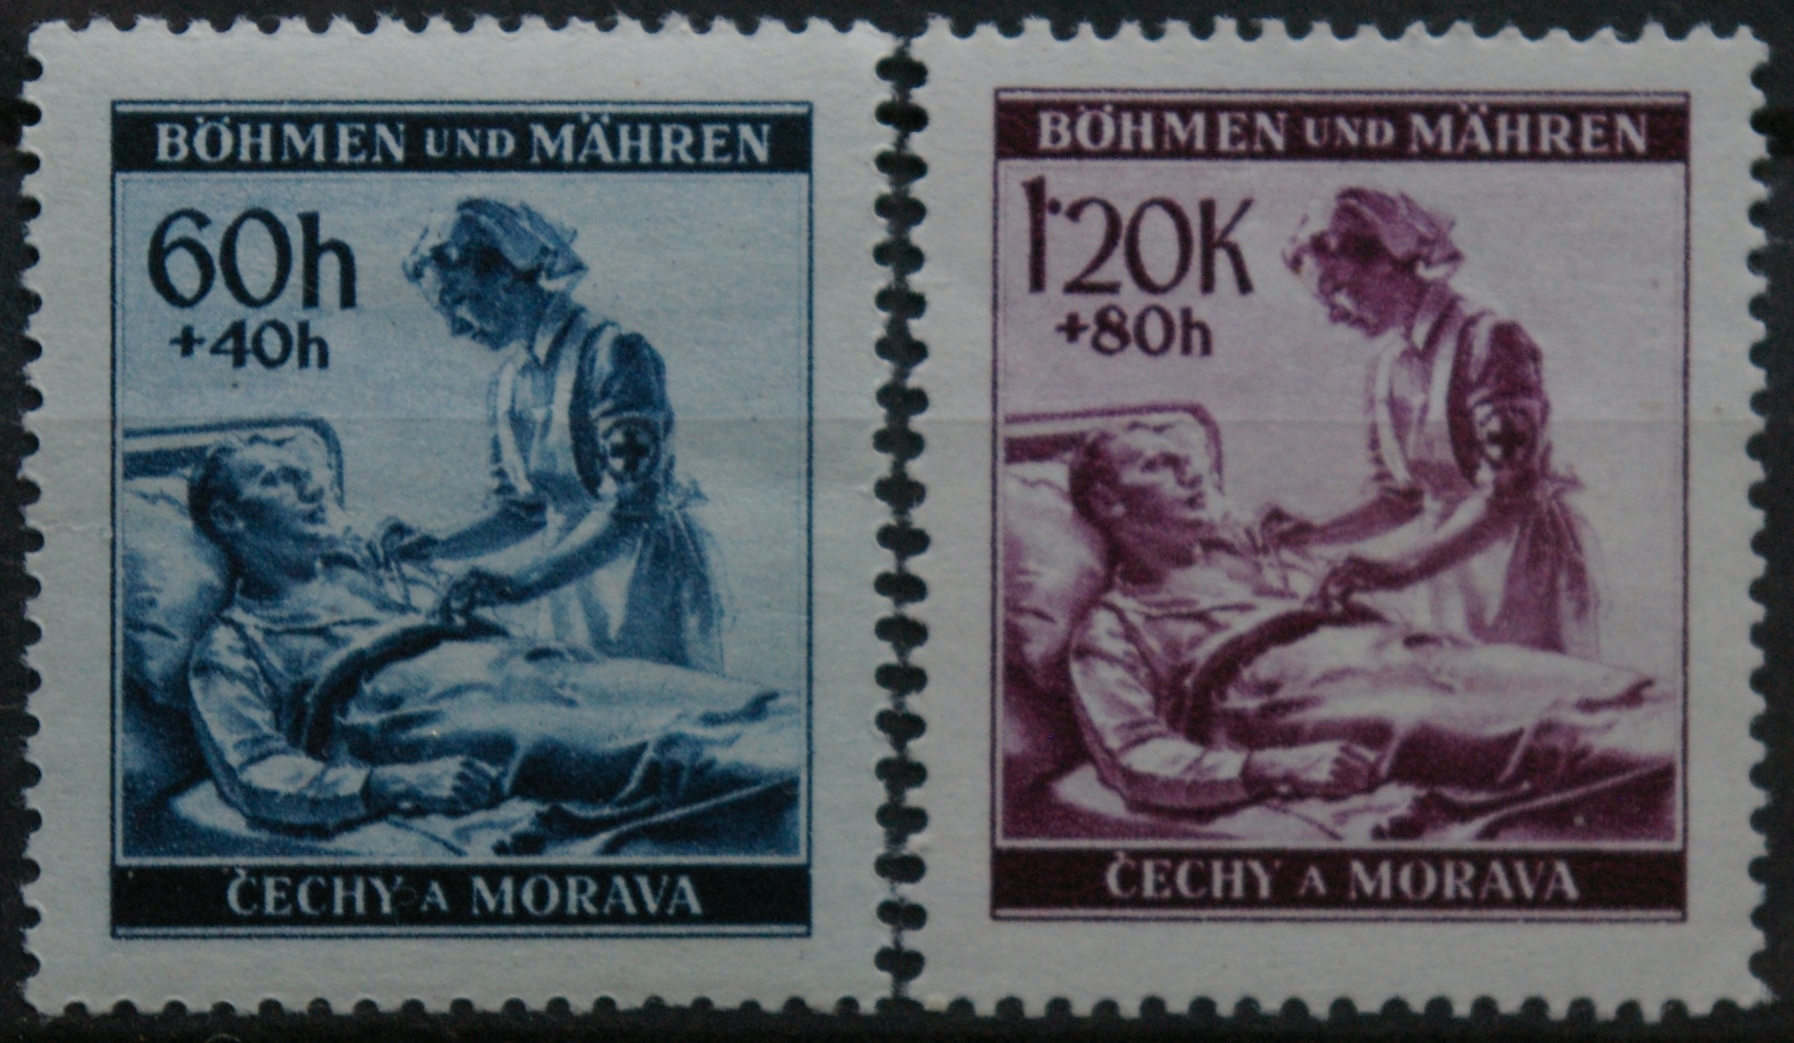 BÖHMEN UND MÄHREN
60h
+40h
ČECHY A MORAVA
BÖHMEN UND MÄHREN
1·20K
+80h
ČECHY A MORAVA